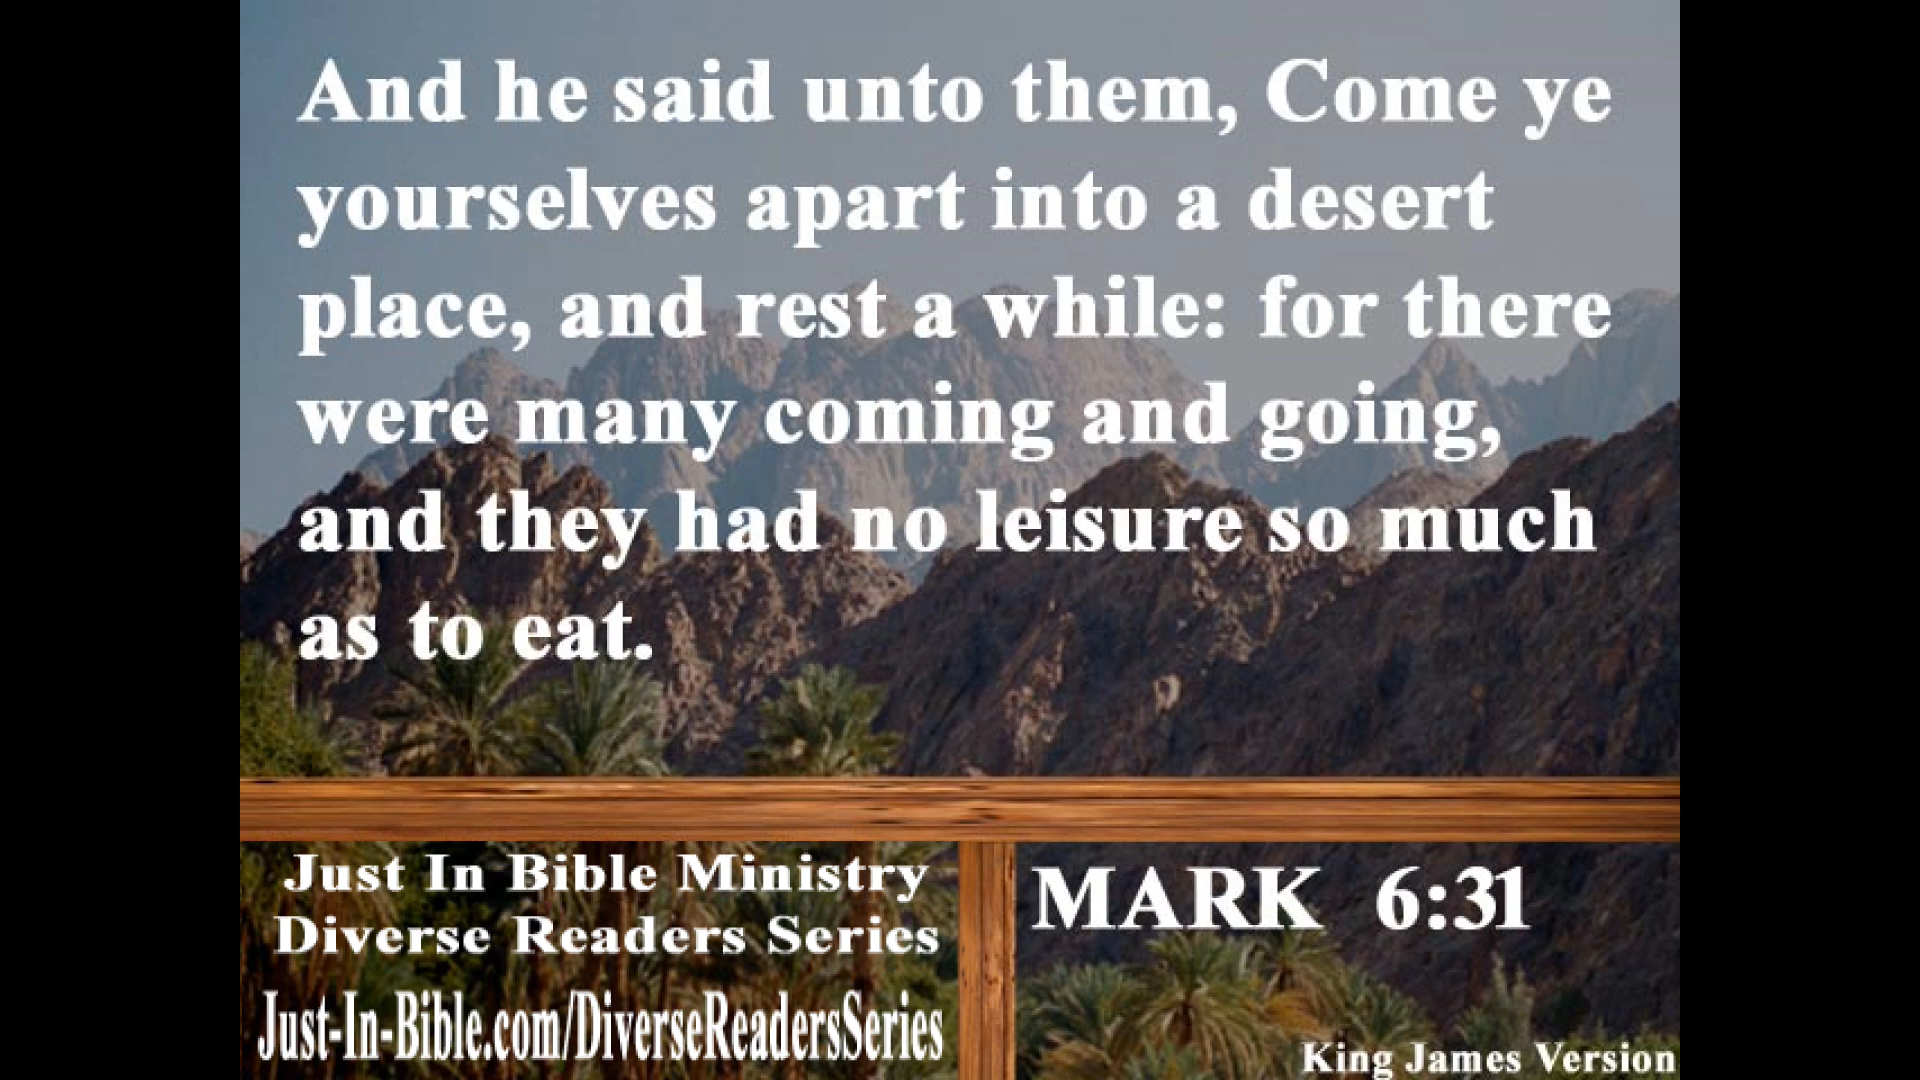 And he said unto them, Come ye
yourselves apart into a desert
place, and rest a while: for there
were many coming and going,
and they had no leisure so much
as to eat.
Just In Bible Ministry
Diverse Readers Series
Just-In-Bible.com/DiverseReadersSeries
MARK 6:31
King James Version